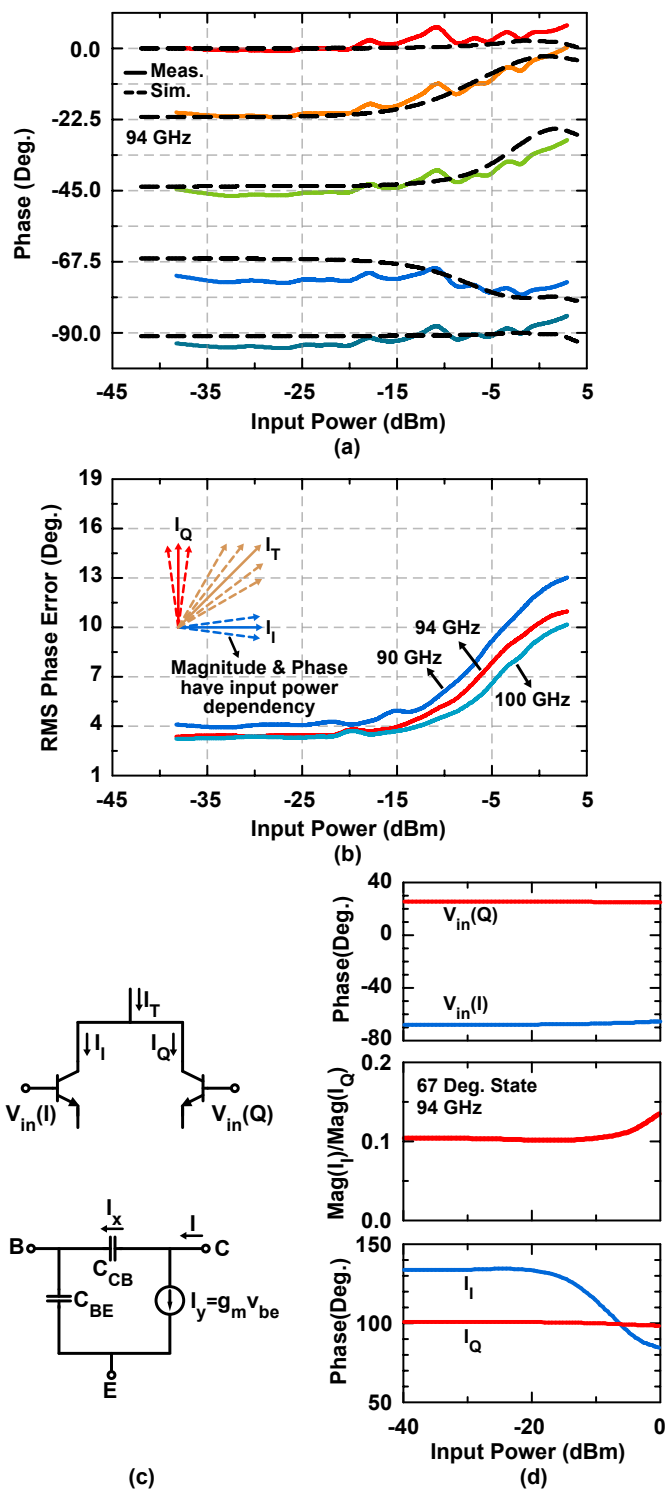 0.0
-22.5
-45.0
-67.5
-90.0
Phase (Deg.)
Meas.
Sim.
94 GHz
-45 -35 -25 -15 -5 5
Input Power (dBm)
(a)
19
16
13
10
7
4
1
RMS Phase Error (Deg.)
I_Q
I_T
I_I
Magnitude & Phase
have input power
dependency
94 GHz
90 GHz
100 GHz
-45 -35 -25 -15 -5 5
Input Power (dBm)
(b)
I_T
I_I I_Q
V_in(I) V_in(Q)
I_x I
B C
C_CB
C_BE I_y=g_m v_be
E
(c)
40
0
-40
-80
Phase(Deg.)
V_in(Q)
V_in(I)
0.2
0.1
0.0
Mag(I_I)/Mag(I_Q)
67 Deg. State
94 GHz
150
100
50
Phase(Deg.)
I_I
I_Q
-40 -20 0
Input Power (dBm)
(d)